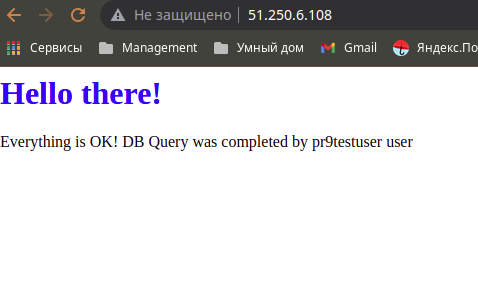 Не защищено 51.250.6.108
Сервисы Management Умный дом Gmail Яндекс.По
Hello there!
Everything is OK! DB Query was completed by pr9testuser user